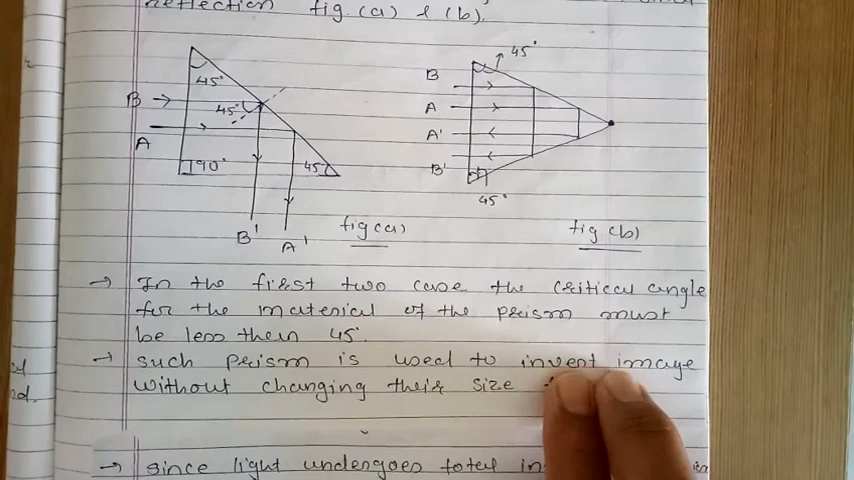 Reflection fig.(a) & (b).
45°
B
45°
A
90°
45°
B'
A'
fig(a)
45°
B
A
A'
B'
45°
fig (b)
→ In the first two case the critical angle
for the material of the prism must
be less then 45°.
→ such prism is used to invert image
without changing their size
→ since light undergoes total in